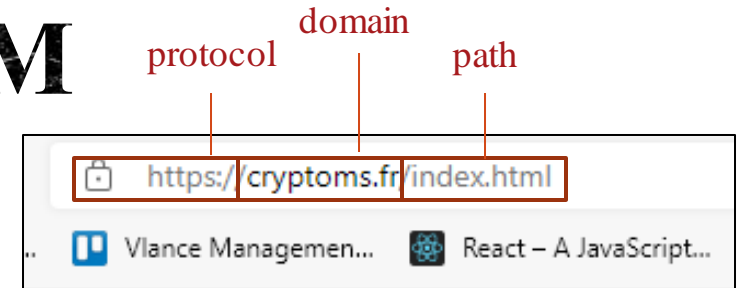 domain
M protocol path
https://cryptoms.fr/index.html
.. Vlance Managemen... React – A JavaScript...